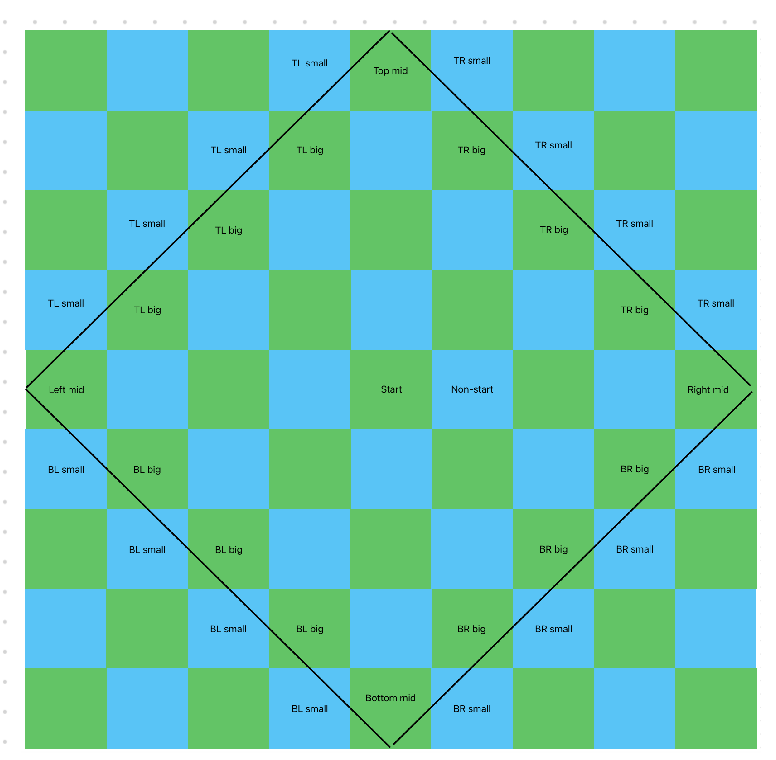 TL small
TR small
Top mid
TR small
TL small
TL big
TR big
TL small
TR small
TL big
TR big
TL small
TR small
TL big
TR big
Left mid
Start
Non-start
Right mid
BL small
BL big
BR big
BR small
BL small
BL big
BR big
BR small
BL small
BL big
BR big
BR small
Bottom mid
BL small
BR small